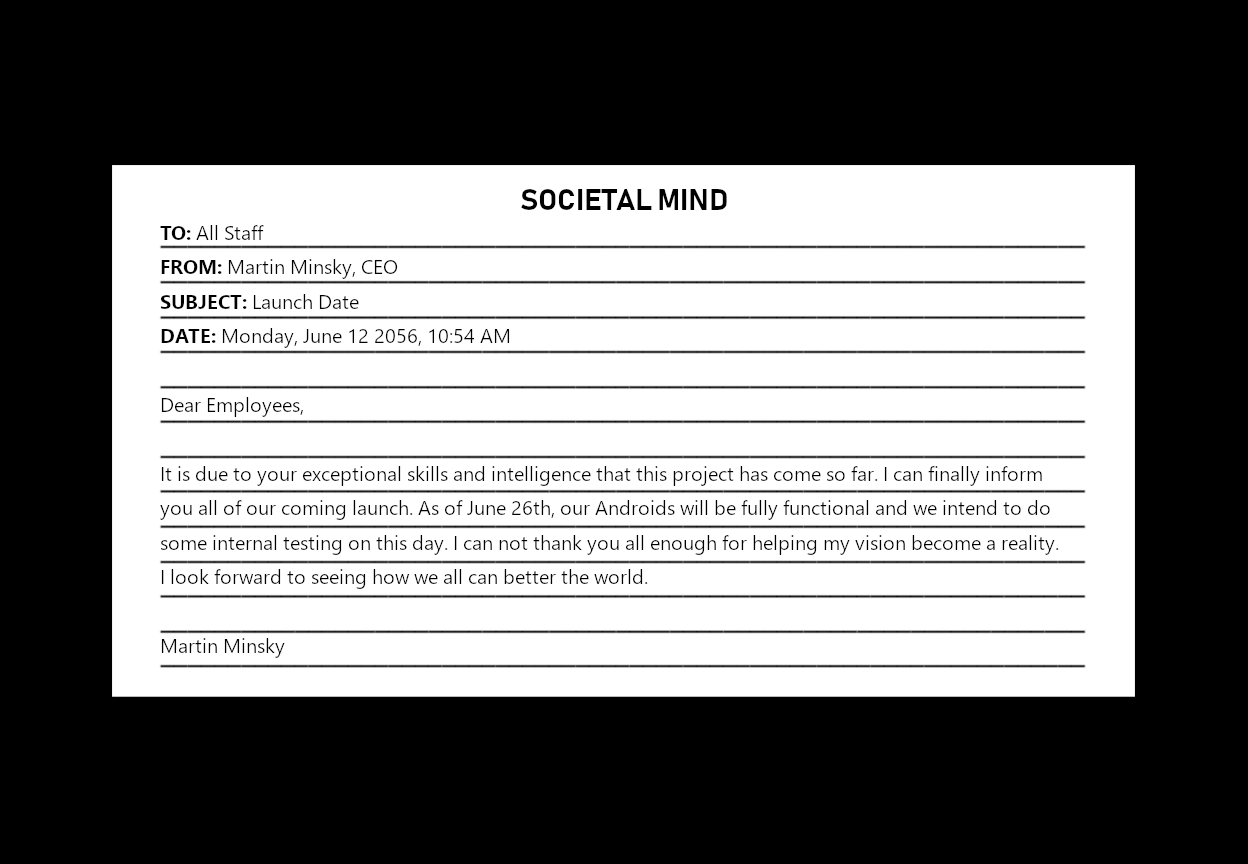 SOCIETAL MIND
TO: All Staff
FROM: Martin Minsky, CEO
SUBJECT: Launch Date
DATE: Monday, June 12 2056, 10:54 AM
Dear Employees,
It is due to your exceptional skills and intelligence that this project has come so far. I can finally inform
you all of our coming launch. As of June 26th, our Androids will be fully functional and we intend to do
some internal testing on this day. I can not thank you all enough for helping my vision become a reality.
I look forward to seeing how we all can better the world.
Martin Minsky